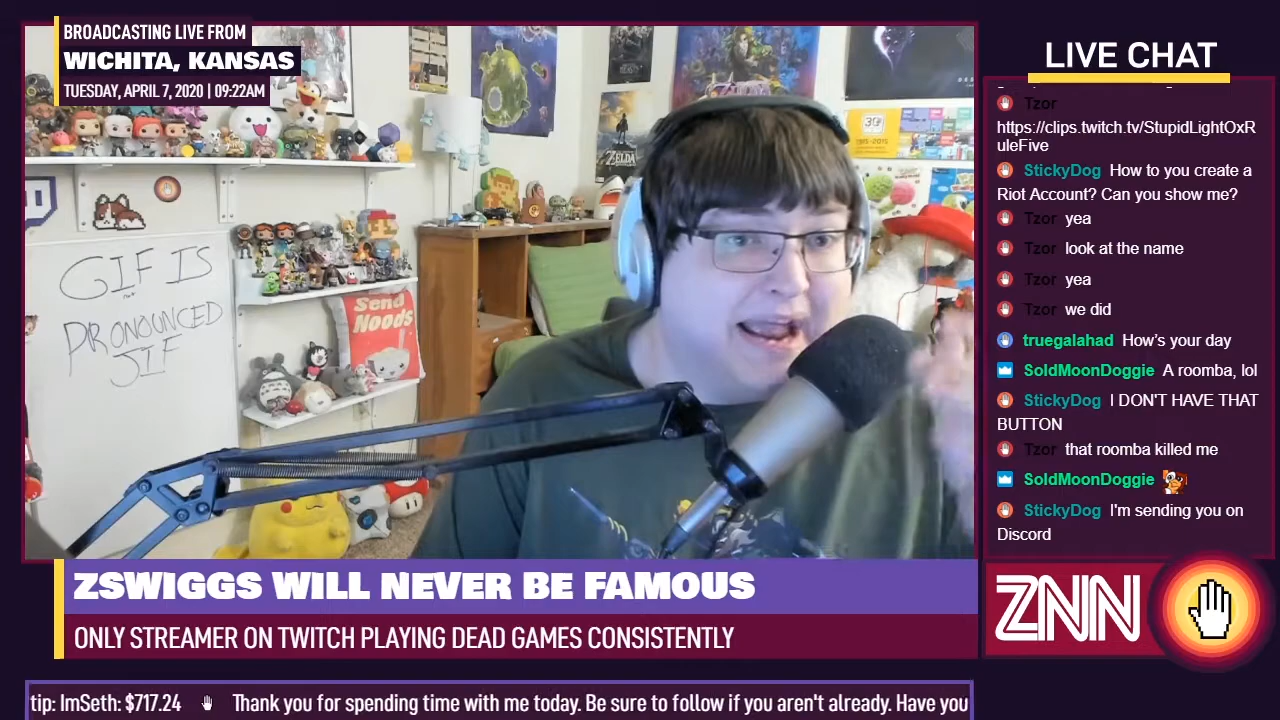 BROADCASTING LIVE FROM
WICHITA, KANSAS
TUESDAY, APRIL 7, 2020 | 09:22AM
GIF IS
PRONOUNCED
JIF
Send
Noods
ZELDA
30
LIVE CHAT
Tzor
https://clips.twitch.tv/StupidLightOxR
uleFive
StickyDog How to you create a
Riot Account? Can you show me?
Tzor yea
Tzor look at the name
Tzor yea
Tzor we did
truegalahad How's your day
SoldMoonDoggie A roomba, lol
StickyDog I DON'T HAVE THAT
BUTTON
Tzor that roomba killed me
SoldMoonDoggie
StickyDog I'm sending you on
Discord
ZSWIGGS WILL NEVER BE FAMOUS
ONLY STREAMER ON TWITCH PLAYING DEAD GAMES CONSISTENTLY
ZNN
tip: ImSeth: $717.24 Thank you for spending time with me today. Be sure to follow if you aren't already. Have you